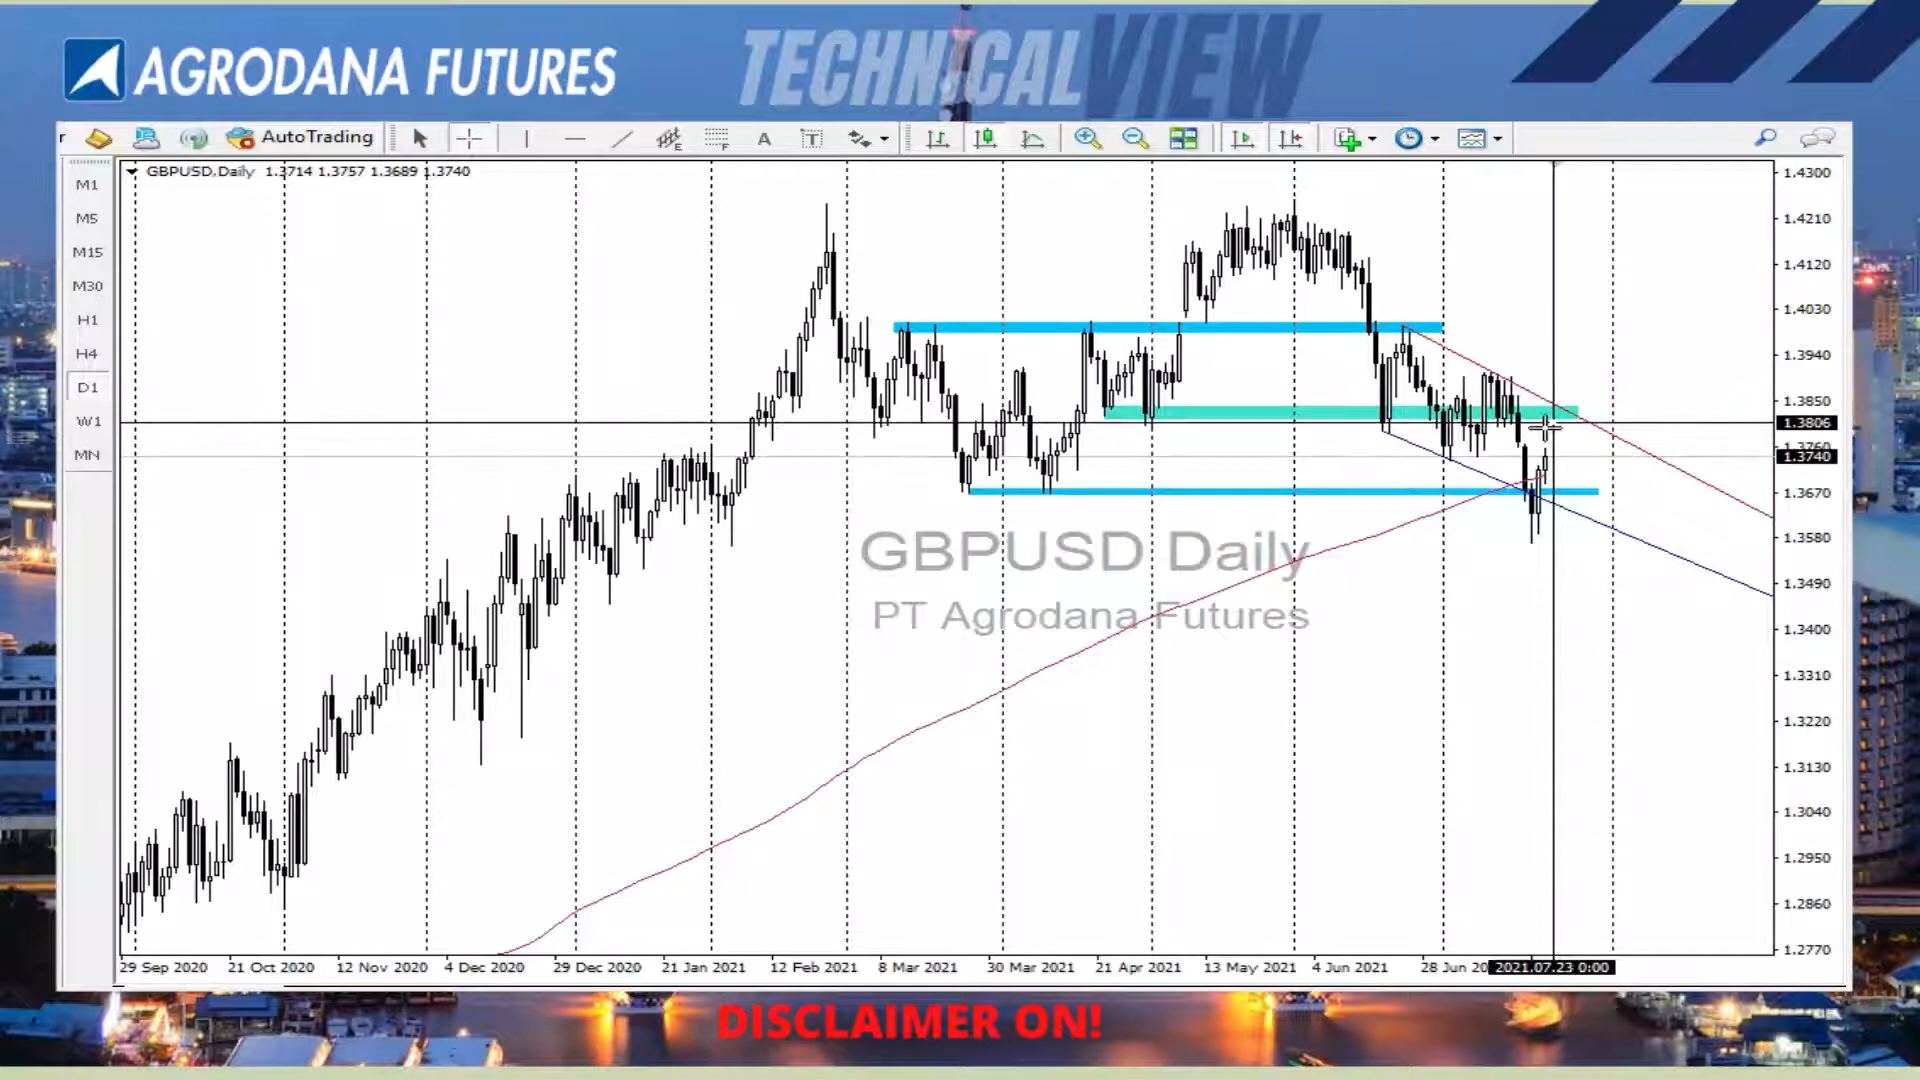 AGRODANA FUTURES
TECHNICAL VIEW
r
AutoTrading
A
T
E
F
GBPUSD,Daily 1.3714 1.3757 1.3689 1.3740
M1
M5
M15
M30
H1
H4
D1
W1
MN
1.4300
1.4210
1.4120
1.4030
1.3940
1.3850
1.3806
1.3760
1.3740
1.3670
1.3580
1.3490
1.3400
1.3310
1.3220
1.3130
1.3040
1.2950
1.2860
1.2770
GBPUSD Daily
PT Agrodana Futures
29 Sep 2020 21 Oct 2020 12 Nov 2020 4 Dec 2020 29 Dec 2020 21 Jan 2021 12 Feb 2021 8 Mar 2021 30 Mar 2021 21 Apr 2021 13 May 2021 4 Jun 2021 28 Jun 20 2021.07.23 0:00
DISCLAIMER ON!